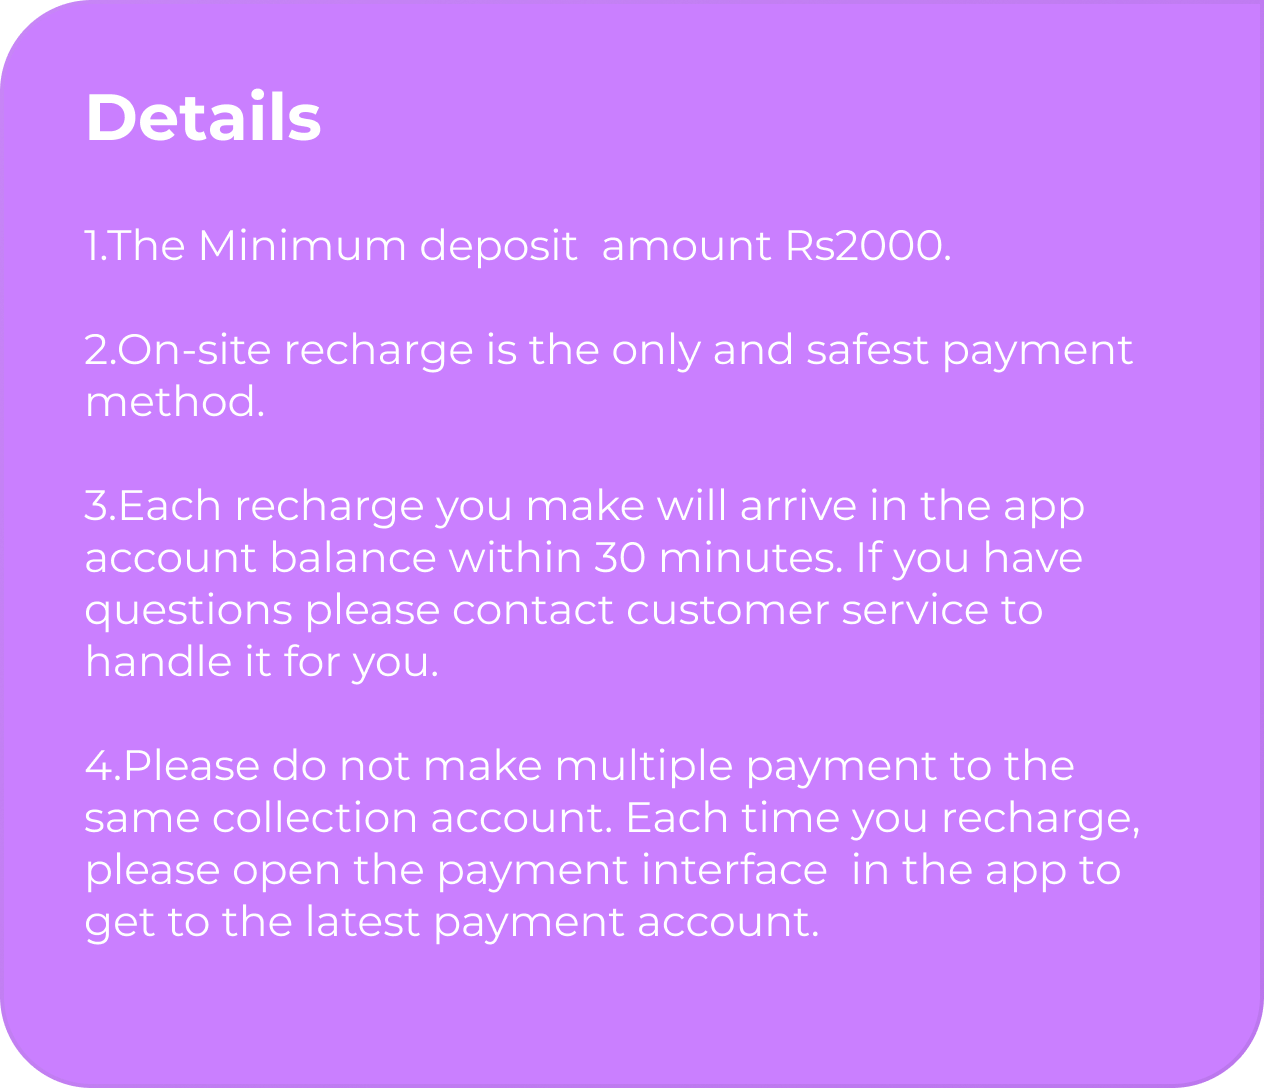 Details
1.The Minimum deposit  amount Rs2000.
2.On-site recharge is the only and safest payment
method.
3.Each recharge you make will arrive in the app
account balance within 30 minutes. If you have
questions please contact customer service to
handle it for you.
4.Please do not make multiple payment to the
same collection account. Each time you recharge,
please open the payment interface  in the app to
get to the latest payment account.